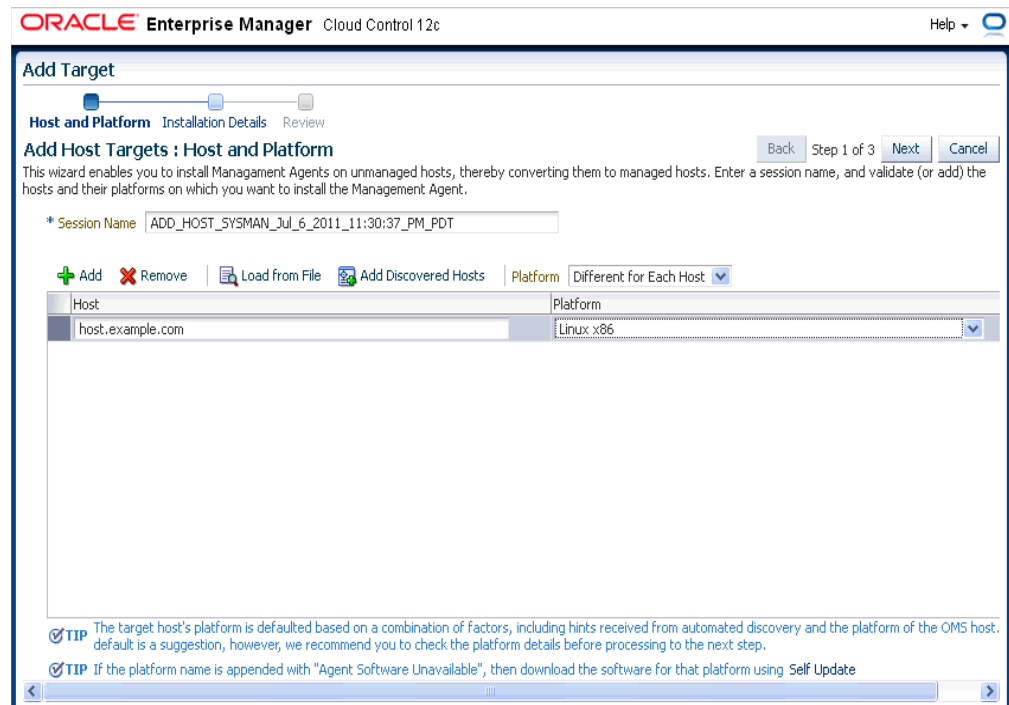 ORACLE Enterprise Manager Cloud Control 12c
Help
Add Target
Host and Platform Installation Details Review
Add Host Targets : Host and Platform
Back Step 1 of 3 Next Cancel
This wizard enables you to install Managament Agents on unmanaged hosts, thereby converting them to managed hosts. Enter a session name, and validate (or add) the
hosts and their platforms on which you want to install the Management Agent.
* Session Name ADD_HOST_SYSMAN_Jul_6_2011_11:30:37_PM_PDT
Add Remove Load from File Add Discovered Hosts Platform Different for Each Host
Host Platform
host.example.com Linux x86
TIP The target host's platform is defaulted based on a combination of factors, including hints received from automated discovery and the platform of the OMS host.
default is a suggestion, however, we recommend you to check the platform details before processing to the next step.
TIP If the platform name is appended with "Agent Software Unavailable", then download the software for that platform using Self Update